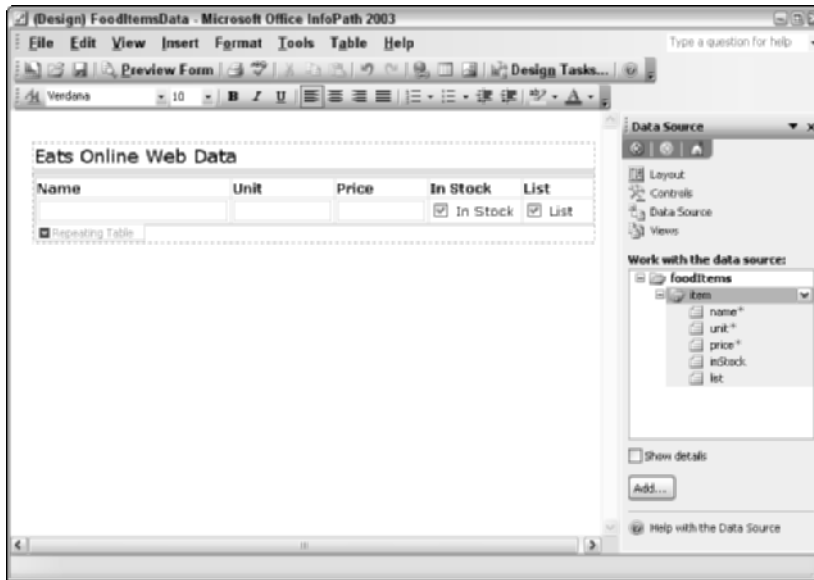 (Design) FoodItemsData - Microsoft Office InfoPath 2003
File Edit View Insert Format Tools Table Help
Type a question for help
Preview Form Design Tasks...
Verdana 10 B I U A
Data Source
Eats Online Web Data
Name Unit Price In Stock List
In Stock List
Repeating Table
Layout
Controls
Data Source
Views
Work with the data source:
foodItems
item
name*
unit*
price*
inStock
list
Show details
Add...
Help with the Data Source